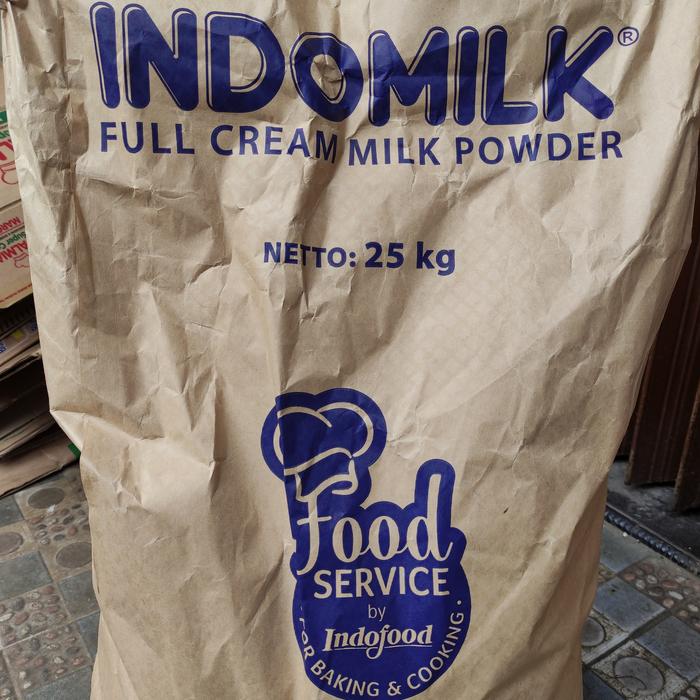 INDOMILK®
FULL CREAM MILK POWDER
NETTO: 25 kg
Food
SERVICE
by
Indofood
FOR BAKING & COOKING.